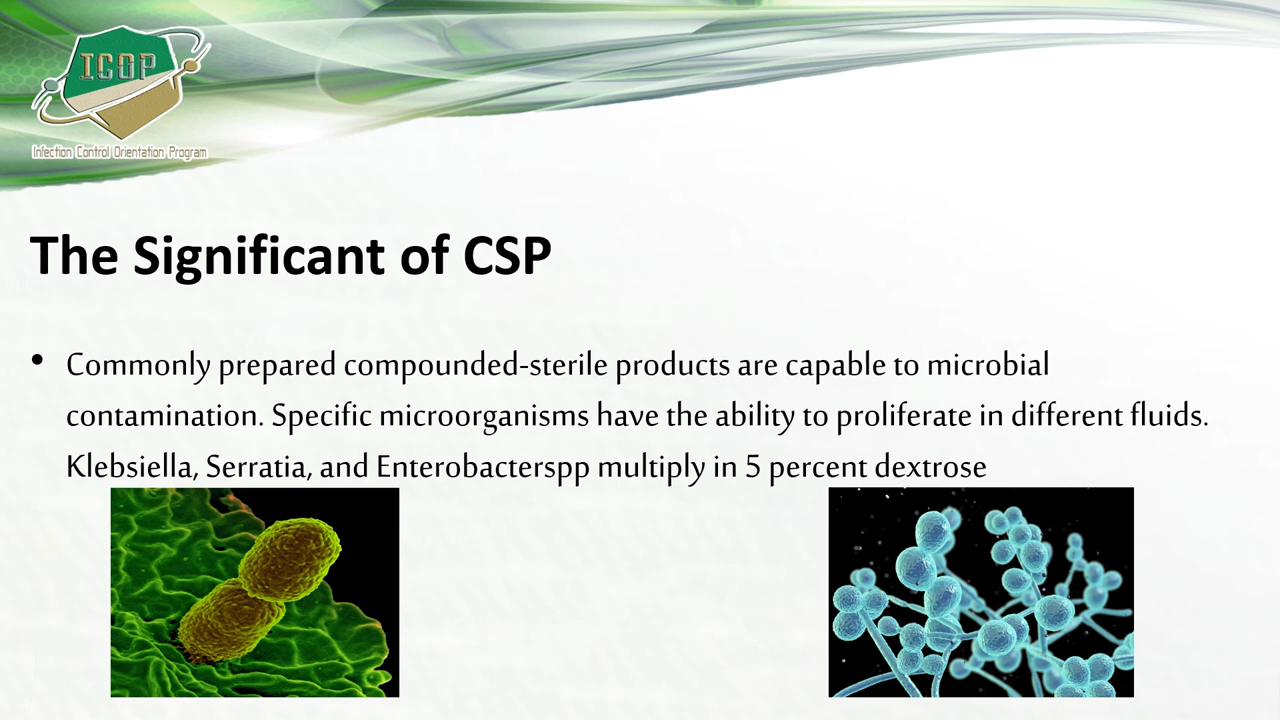 ICOP
Infection Control Orientation Program
The Significant of CSP
• Commonly prepared compounded-sterile products are capable to microbial
contamination. Specific microorganisms have the ability to proliferate in different fluids.
Klebsiella, Serratia, and Enterobacterspp multiply in 5 percent dextrose